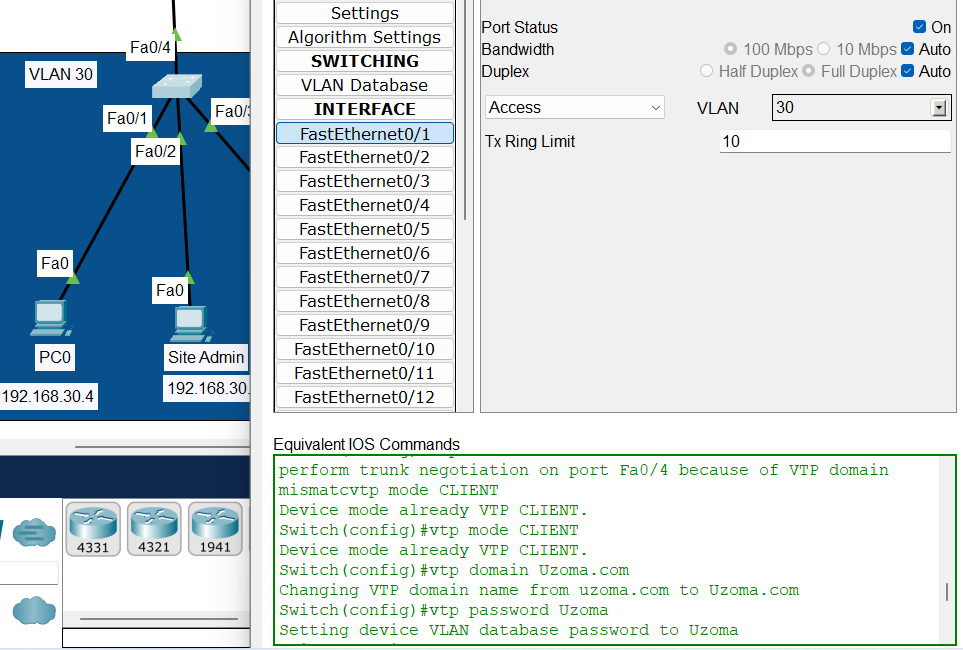 Fa0/4
VLAN 30
Fa0/1
Fa0/2
Fa0
Fa0
PC0
Site Admin
192.168.30.4
192.168.30.
4331
4321
1941
Settings
Algorithm Settings
SWITCHING
VLAN Database
INTERFACE
FastEthernet0/1
FastEthernet0/2
FastEthernet0/3
FastEthernet0/4
FastEthernet0/5
FastEthernet0/6
FastEthernet0/7
FastEthernet0/8
FastEthernet0/9
FastEthernet0/10
FastEthernet0/11
FastEthernet0/12
Port Status On
Bandwidth 100 Mbps 10 Mbps Auto
Duplex Half Duplex Full Duplex Auto
Access VLAN 30
Tx Ring Limit 10
Equivalent IOS Commands
perform trunk negotiation on port Fa0/4 because of VTP domain
mismatcvtp mode CLIENT
Device mode already VTP CLIENT.
Switch(config)#vtp mode CLIENT
Device mode already VTP CLIENT.
Switch(config)#vtp domain Uzoma.com
Changing VTP domain name from uzoma.com to Uzoma.com
Switch(config)#vtp password Uzoma
Setting device VLAN database password to Uzoma